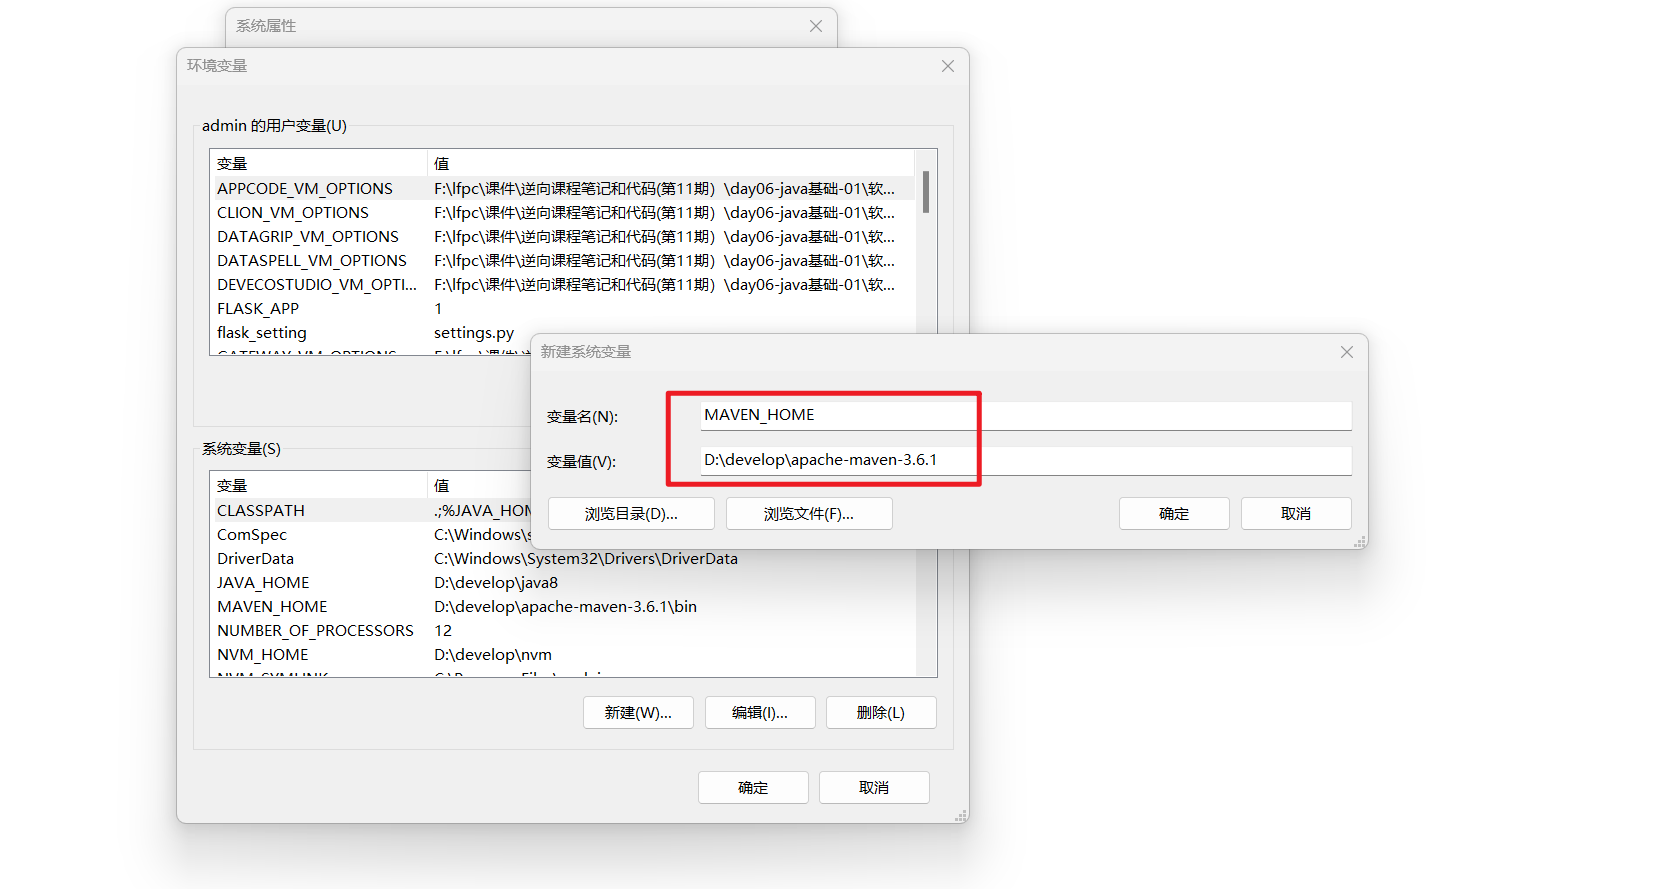 系统属性
环境变量
admin 的用户变量(U)
变量 值
APPCODE_VM_OPTIONS F:\lfpc\课件\逆向课程笔记和代码(第11期）\day06-java基础-01\软...
CLION_VM_OPTIONS F:\lfpc\课件\逆向课程笔记和代码(第11期）\day06-java基础-01\软...
DATAGRIP_VM_OPTIONS F:\lfpc\课件\逆向课程笔记和代码(第11期）\day06-java基础-01\软...
DATASPELL_VM_OPTIONS F:\lfpc\课件\逆向课程笔记和代码(第11期）\day06-java基础-01\软...
DEVECOSTUDIO_VM_OPTI... F:\lfpc\课件\逆向课程笔记和代码(第11期）\day06-java基础-01\软...
FLASK_APP 1
flask_setting settings.py
GATEWAY_VM_OPTIONS
新建系统变量
变量名(N): MAVEN_HOME
变量值(V): D:\develop\apache-maven-3.6.1
浏览目录(D)... 浏览文件(F)... 确定 取消
系统变量(S)
变量 值
CLASSPATH .;%JAVA_HOM
ComSpec C:\Windows\s
DriverData C:\Windows\System32\Drivers\DriverData
JAVA_HOME D:\develop\java8
MAVEN_HOME D:\develop\apache-maven-3.6.1\bin
NUMBER_OF_PROCESSORS 12
NVM_HOME D:\develop\nvm
新建(W)... 编辑(I)... 删除(L)
确定 取消